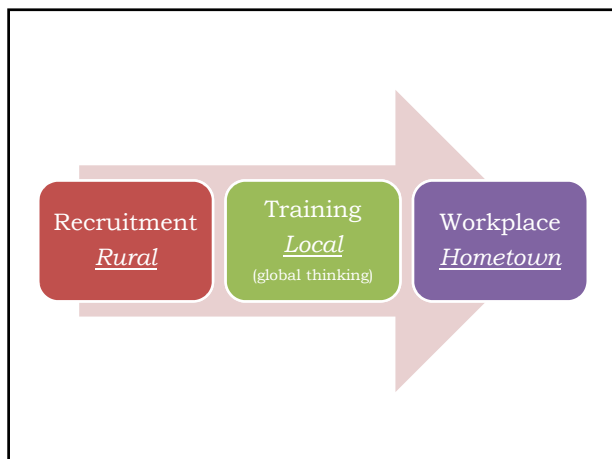 Recruitment
Rural
Training
Local
(global thinking)
Workplace
Hometown